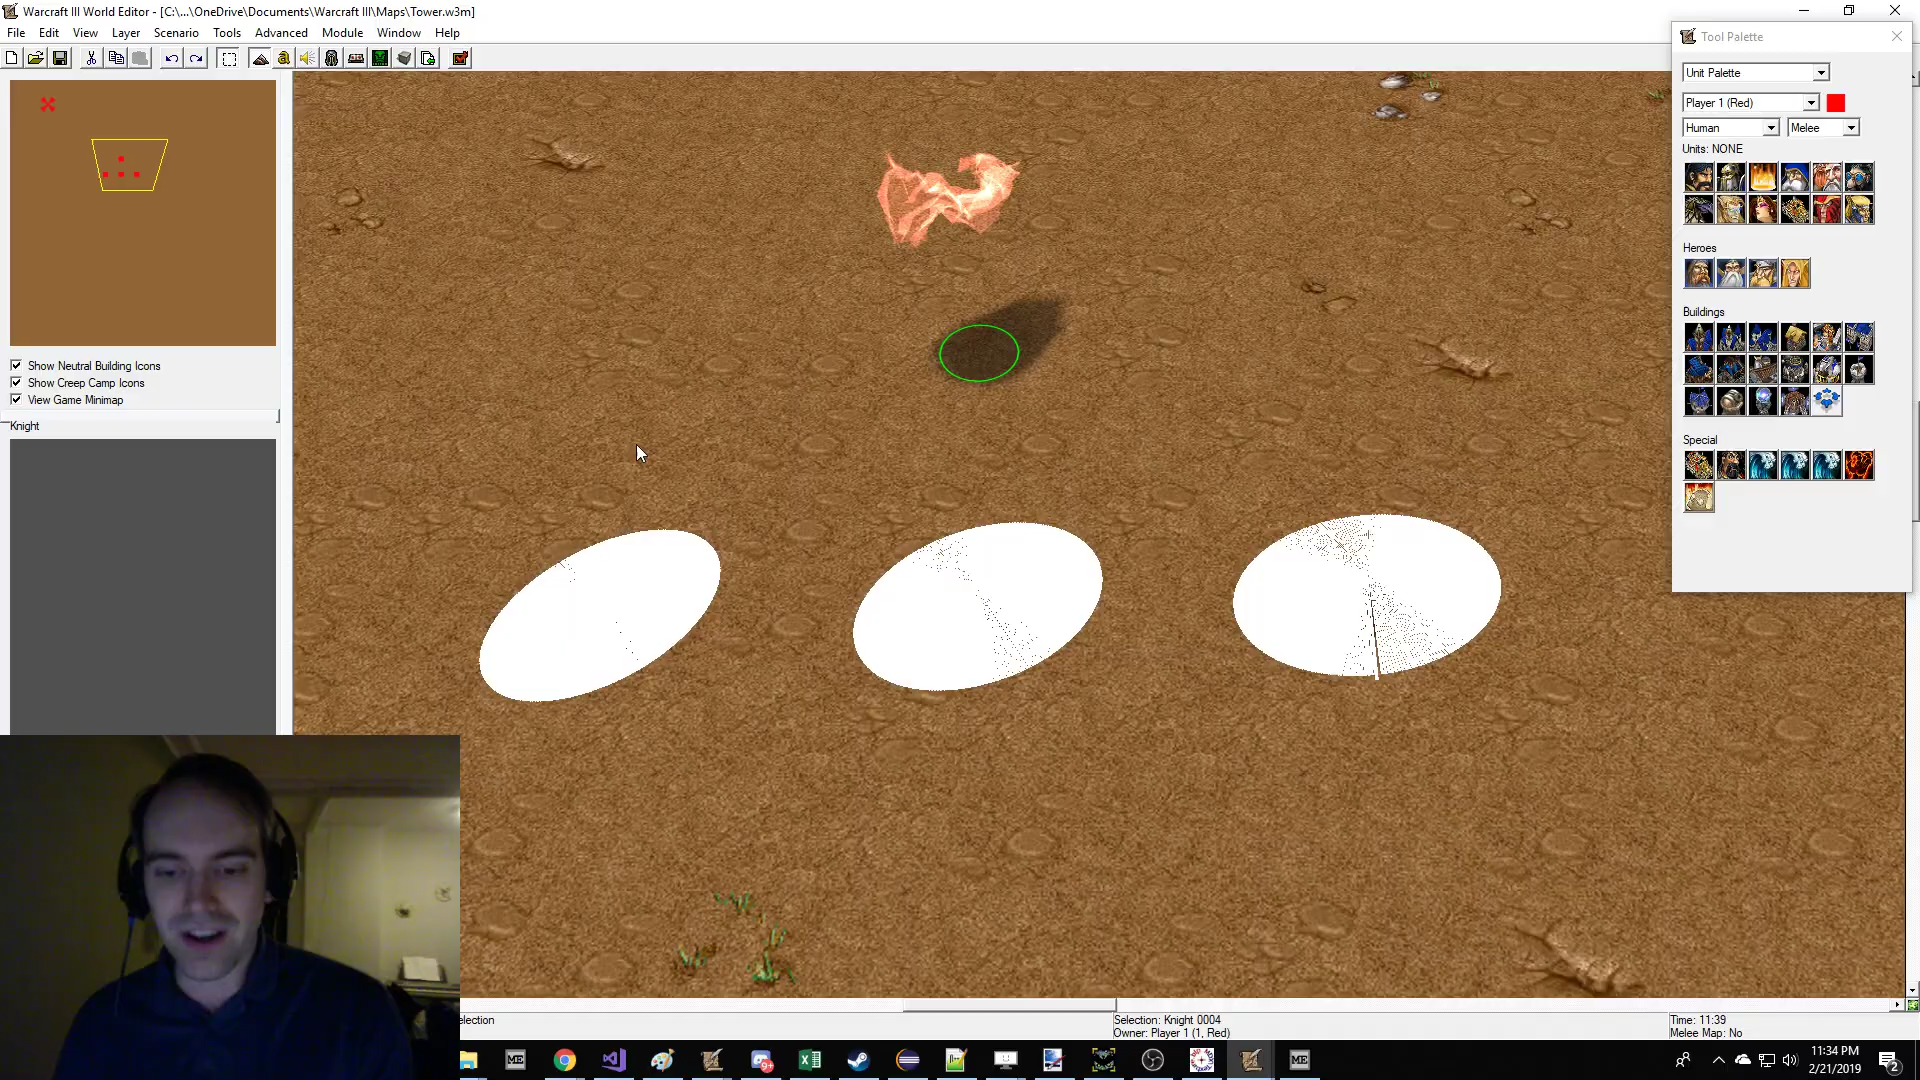 Warcraft III World Editor - [C:\...\OneDrive\Documents\Warcraft III\Maps\Tower.w3m]
File Edit View Layer Scenario Tools Advanced Module Window Help
Tool Palette
Unit Palette
Player 1 (Red)
Human Melee
Units: NONE
Heroes
Buildings
Special
Show Neutral Building Icons
Show Creep Camp Icons
View Game Minimap
Knight
election
Selection: Knight 0004
Owner: Player 1 (1, Red)
Time: 11:39
Melee Map: No
11:34 PM
2/21/2019